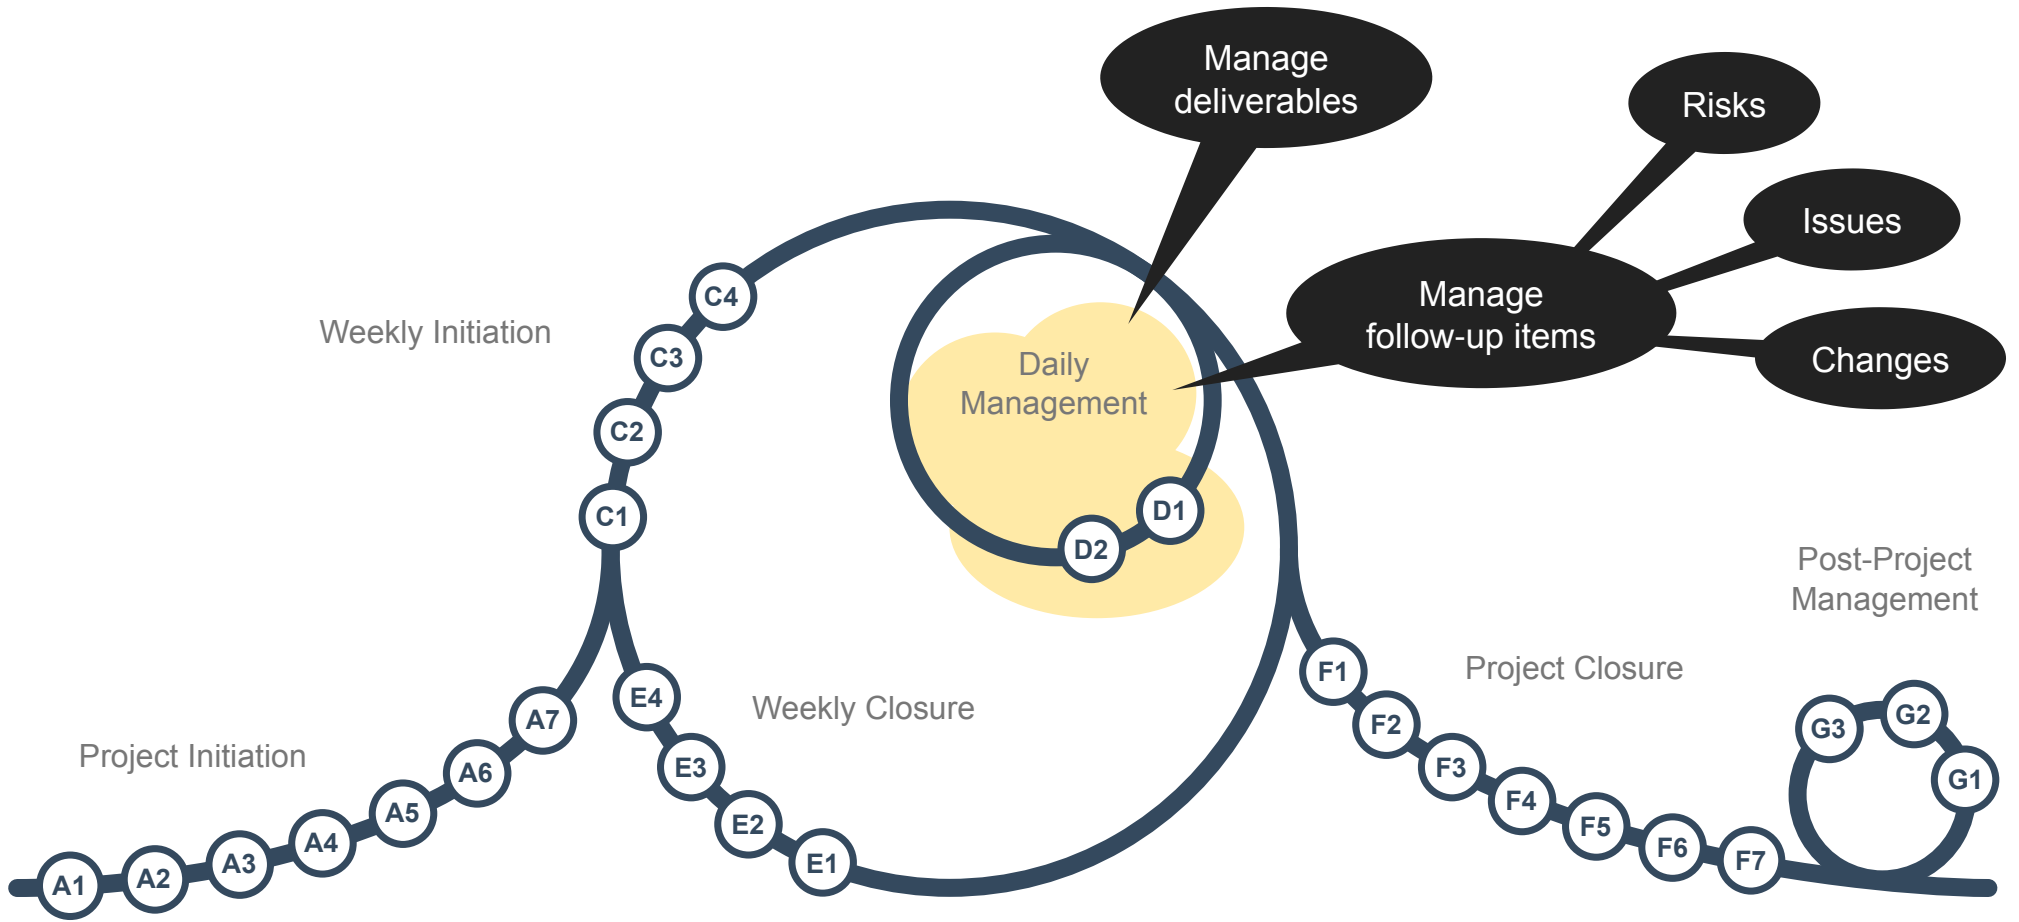 Manage
deliverables
Risks
Issues
Manage
follow-up items
Changes
Weekly Initiation
C4
C3
C2
C1
Daily
Management
D1
D2
Post-Project
Management
Project Closure
F1
F2
F3
F4
F5
F6
F7
G3
G2
G1
Weekly Closure
E4
E3
E2
E1
Project Initiation
A1
A2
A3
A4
A5
A6
A7